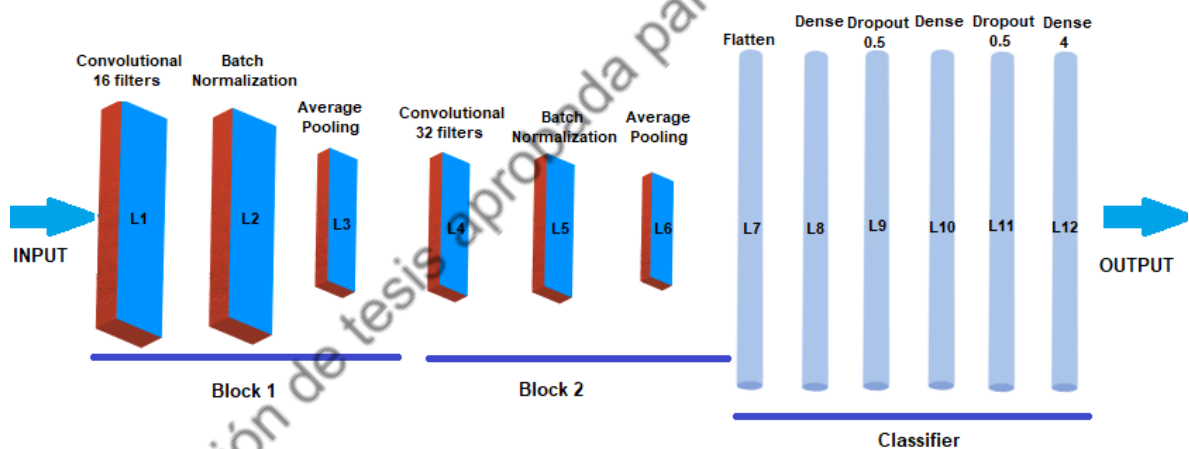 Convolutional
16 filters
Batch
Normalization
Average
Pooling
Convolutional
32 filters
Batch
Normalization
Average
Pooling
Flatten
Dense
Dropout
0.5
Dense
Dropout
0.5
Dense
4
INPUT
L1
L2
L3
L4
L5
L6
L7
L8
L9
L10
L11
L12
OUTPUT
Block 1
Block 2
Classifier
de tesis aprobada